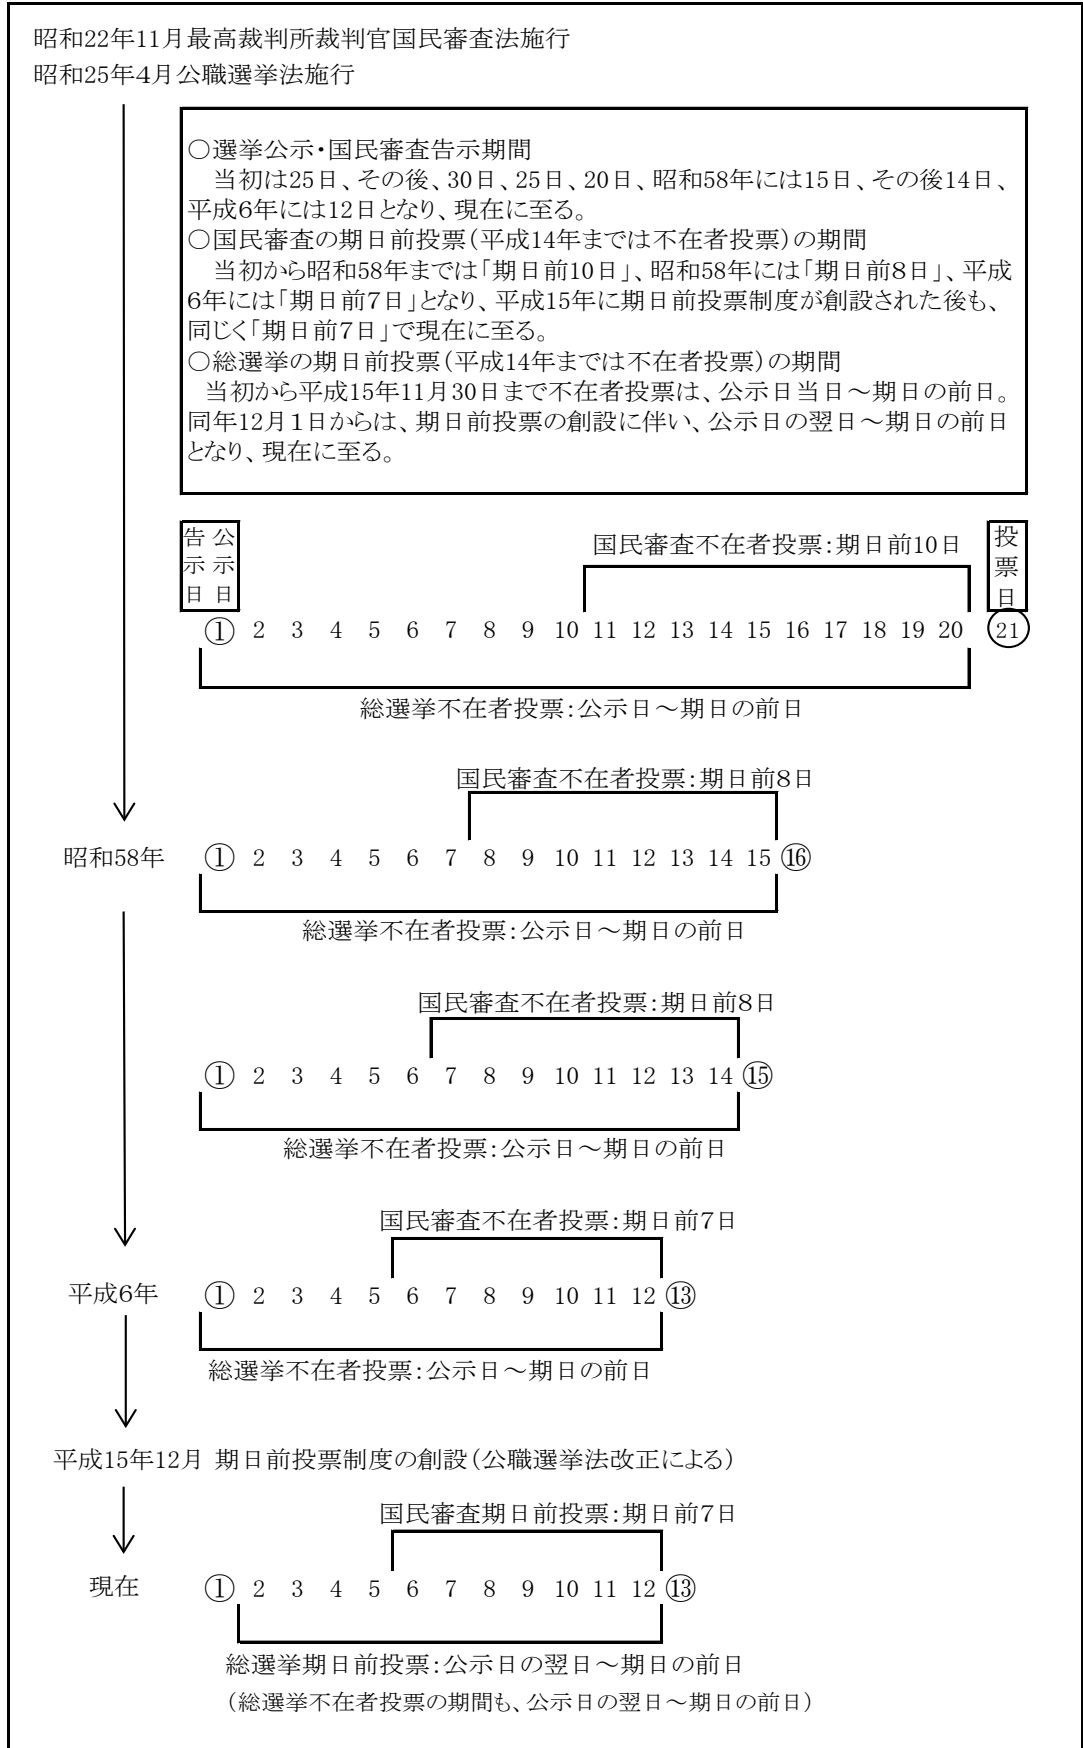 昭和22年11月最高裁判所裁判官国民審査法施行
昭和25年4月公職選挙法施行
○選挙公示・国民審査告示期間
当初は25日、その後、30日、25日、20日、昭和58年には15日、その後14日、
平成6年には12日となり、現在に至る。
○国民審査の期日前投票(平成14年までは不在者投票)の期間
当初から昭和58年までは「期日前10日」、昭和58年には「期日前8日」、平成
6年には「期日前7日」となり、平成15年に期日前投票制度が創設された後も、
同じく「期日前7日」で現在に至る。
○総選挙の期日前投票(平成14年までは不在者投票)の期間
当初から平成15年11月30日まで不在者投票は、公示日当日～期日の前日。
同年12月1日からは、期日前投票の創設に伴い、公示日の翌日～期日の前日
となり、現在に至る。
告示日 公示日
国民審査不在者投票:期日前10日
投票日
① 2 3 4 5 6 7 8 9 10 11 12 13 14 15 16 17 18 19 20 ㉑
総選挙不在者投票:公示日～期日の前日
国民審査不在者投票:期日前8日
昭和58年 ① 2 3 4 5 6 7 8 9 10 11 12 13 14 15 ⑯
総選挙不在者投票:公示日～期日の前日
国民審査不在者投票:期日前8日
① 2 3 4 5 6 7 8 9 10 11 12 13 14 ⑮
総選挙不在者投票:公示日～期日の前日
国民審査不在者投票:期日前7日
平成6年 ① 2 3 4 5 6 7 8 9 10 11 12 ⑬
総選挙不在者投票:公示日～期日の前日
平成15年12月 期日前投票制度の創設(公職選挙法改正による)
国民審査期日前投票:期日前7日
現在 ① 2 3 4 5 6 7 8 9 10 11 12 ⑬
総選挙期日前投票:公示日の翌日～期日の前日
(総選挙不在者投票の期間も、公示日の翌日～期日の前日)